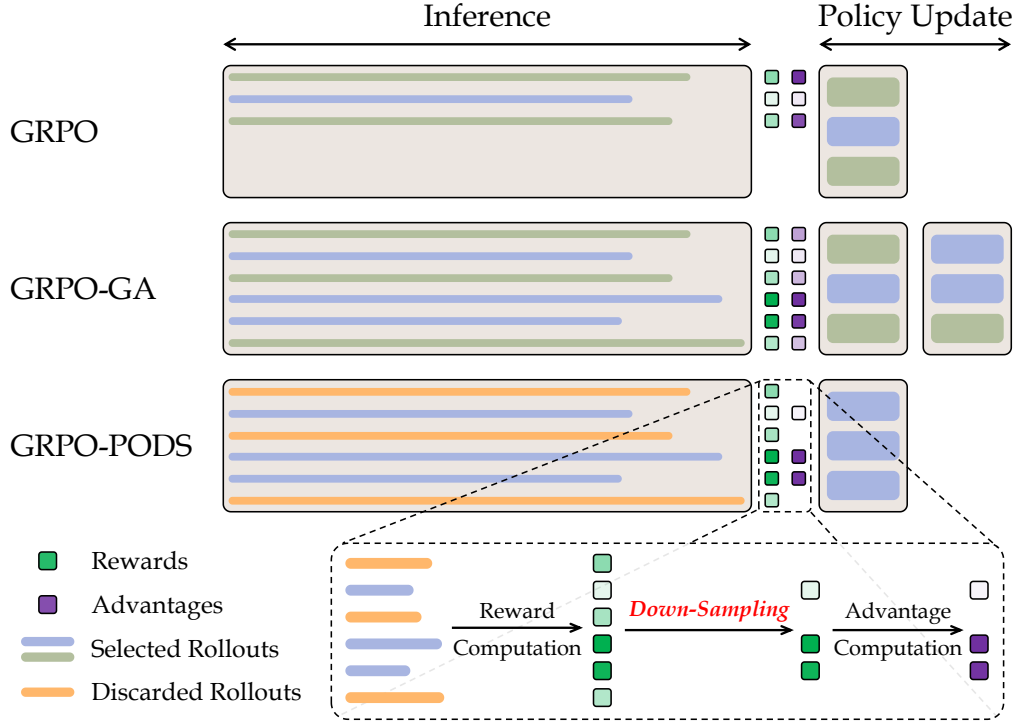 Inference
Policy Update
GRPO
GRPO-GA
GRPO-PODS
Rewards
Advantages
Selected Rollouts
Discarded Rollouts
Reward
Computation
Down-Sampling
Advantage
Computation